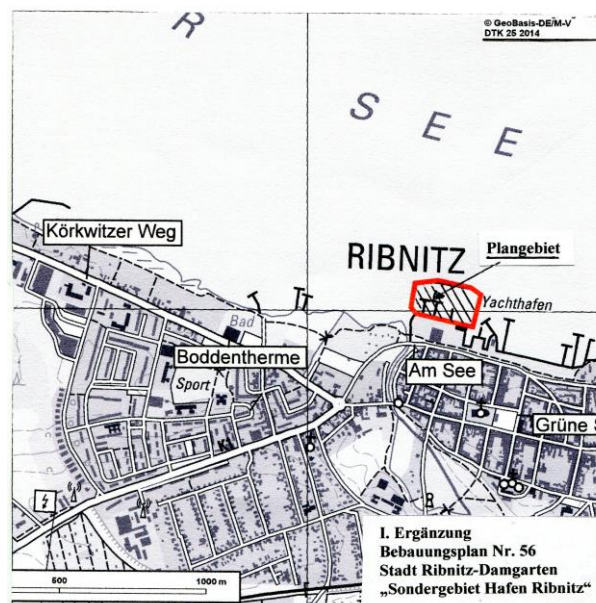 © GeoBasis-DE/M-V
DTK 25 2014
R
S E E
Körkwitzer Weg
RIBNITZ
Plangebiet
Yachthafen
Bad
Boddentherme
Sport
Am See
Grüne S
I. Ergänzung
Bebauungsplan Nr. 56
Stadt Ribnitz-Damgarten
„Sondergebiet Hafen Ribnitz“
500
1000 m